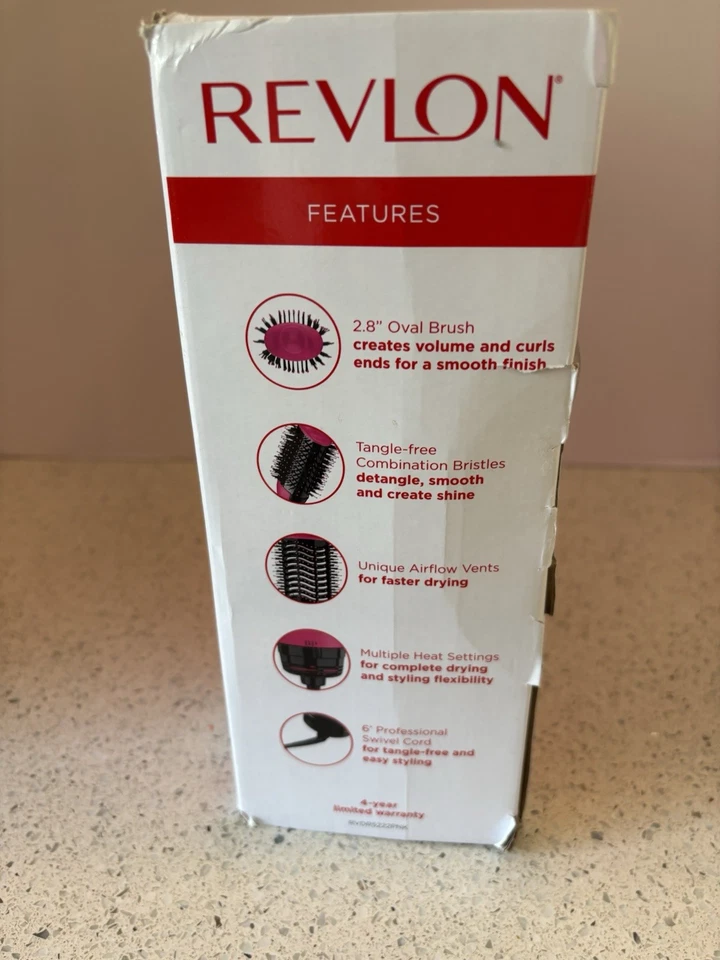 REVLON®
FEATURES
2.8" Oval Brush
creates volume and curls
ends for a smooth finish
Tangle-free
Combination Bristles
detangle, smooth
and create shine
Unique Airflow Vents
for faster drying
Multiple Heat Settings
for complete drying
and styling flexibility
6' Professional
Swivel Cord
for tangle-free and
easy styling
4-year
limited warranty